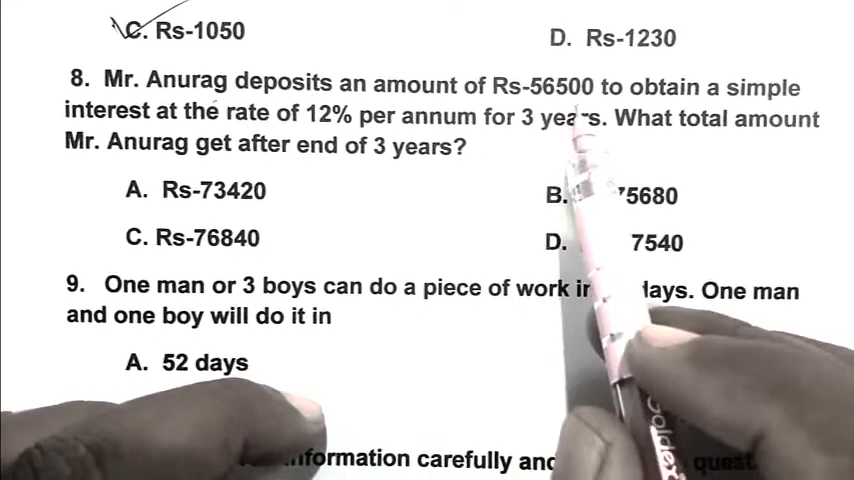 C. Rs-1050 D. Rs-1230
8. Mr. Anurag deposits an amount of Rs-56500 to obtain a simple
interest at the rate of 12% per annum for 3 years. What total amount
Mr. Anurag get after end of 3 years?
A. Rs-73420 B. 75680
C. Rs-76840 D. 7540
9. One man or 3 boys can do a piece of work in days. One man
and one boy will do it in
A. 52 days
information carefully and